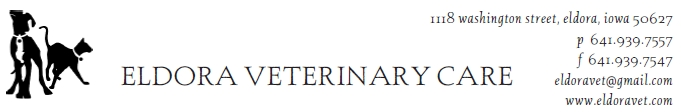 1118 washington street, eldora, iowa 50627
p 641.939.7557
f 641.939.7547
ELDORA VETERINARY CARE
eldoravet@gmail.com
www.eldoravet.com